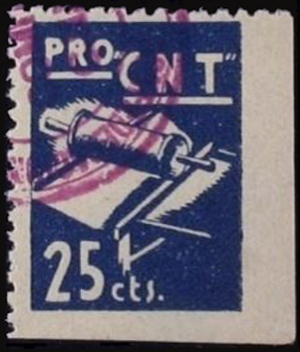 PRO "CNT"
25 cts.